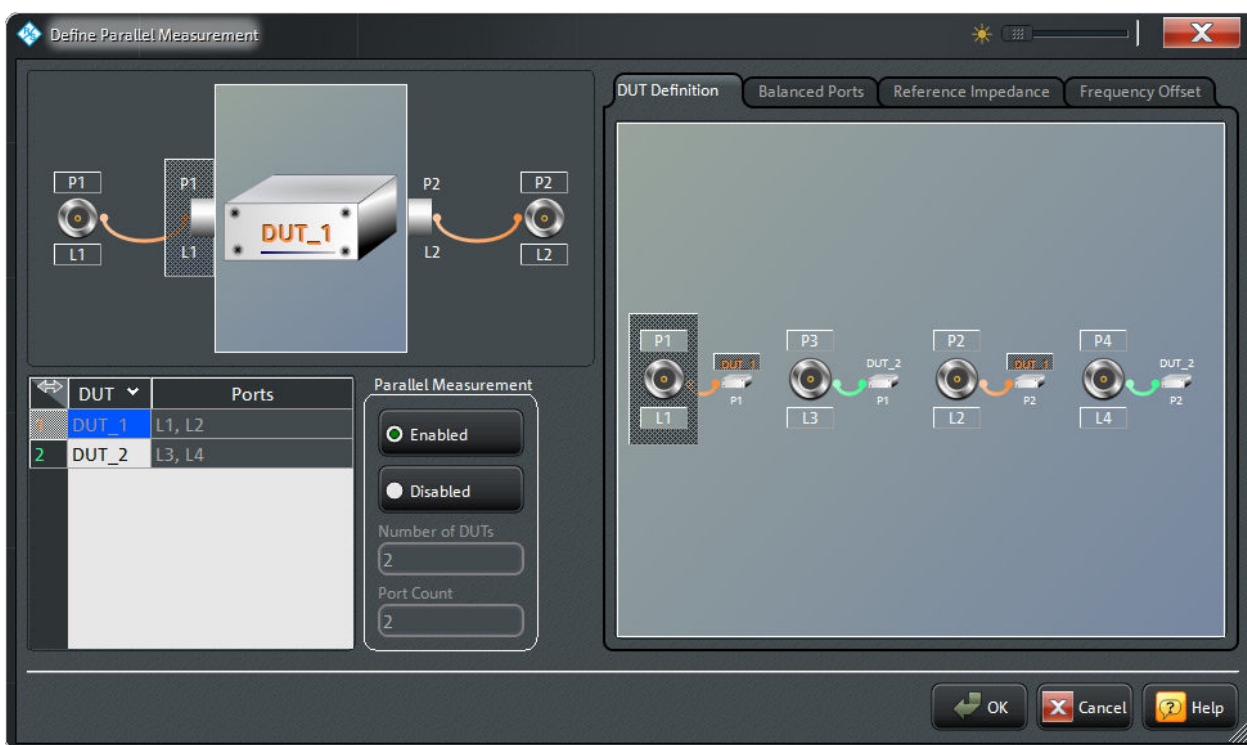 Define Parallel Measurement
P1
L1
P1
L1
DUT_1
P2
L2
P2
L2
DUT
Ports
1
DUT_1
L1, L2
2
DUT_2
L3, L4
Parallel Measurement
Enabled
Disabled
Number of DUTs
2
Port Count
2
DUT Definition
Balanced Ports
Reference Impedance
Frequency Offset
P1
L1
DUT_1
P1
P3
L3
DUT_2
P1
P2
L2
DUT_1
P2
P4
L4
DUT_2
P2
OK
Cancel
Help